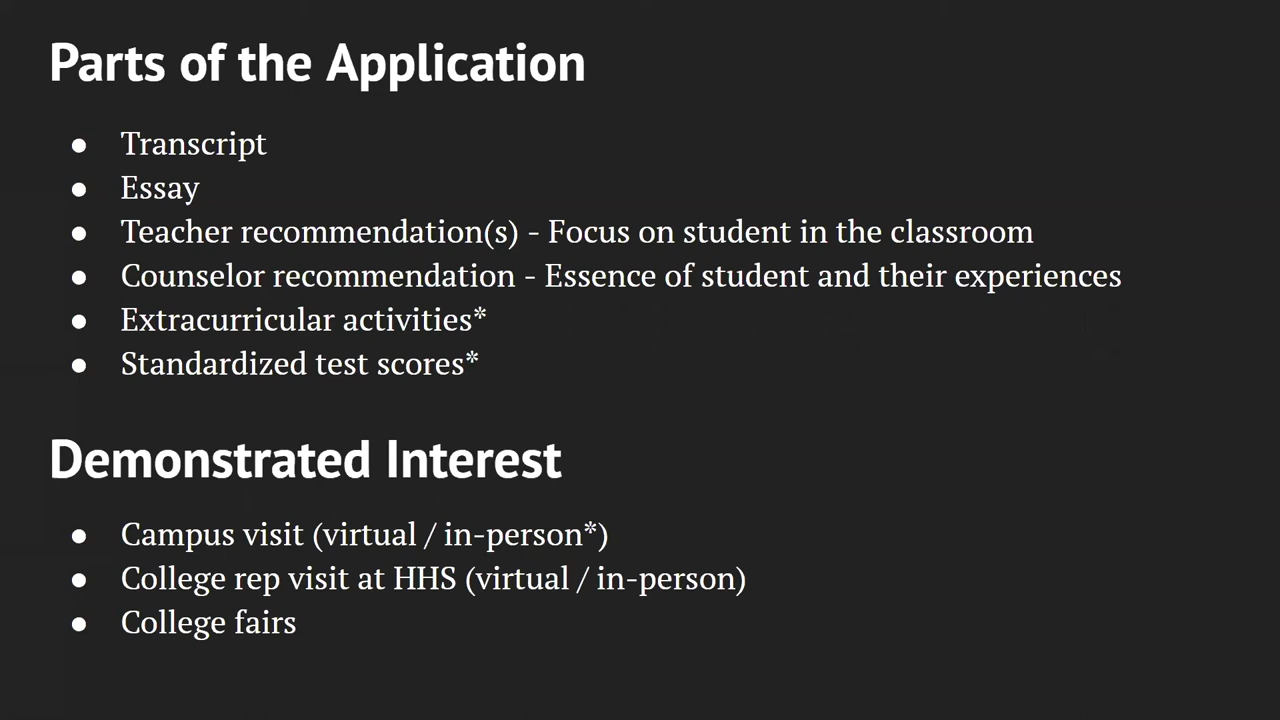 Parts of the Application
● Transcript
● Essay
● Teacher recommendation(s) - Focus on student in the classroom
● Counselor recommendation - Essence of student and their experiences
● Extracurricular activities*
● Standardized test scores*
Demonstrated Interest
● Campus visit (virtual / in-person*)
● College rep visit at HHS (virtual / in-person)
● College fairs